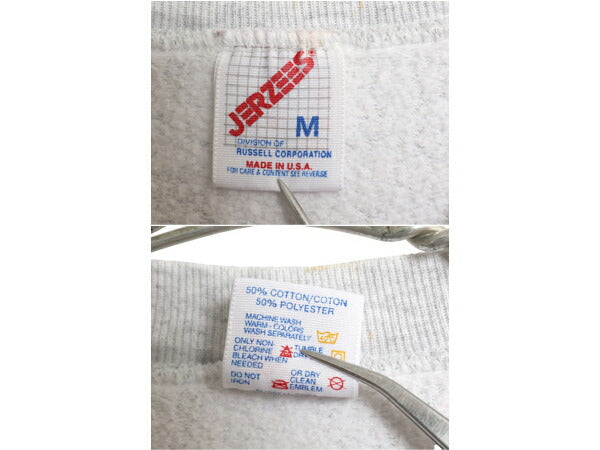 JERZEES
M
DIVISION OF
RUSSELL CORPORATION
MADE IN U.S.A.
FOR CARE & CONTENT SEE REVERSE
50% COTTON/COTON
50% POLYESTER
MACHINE WASH
WARM - COLORS
WASH SEPARATELY
ONLY NON-
CHLORINE
BLEACH WHEN
NEEDED
TUMBLE
DO NOT
IRON
OR DRY
CLEAN
EMBLEM